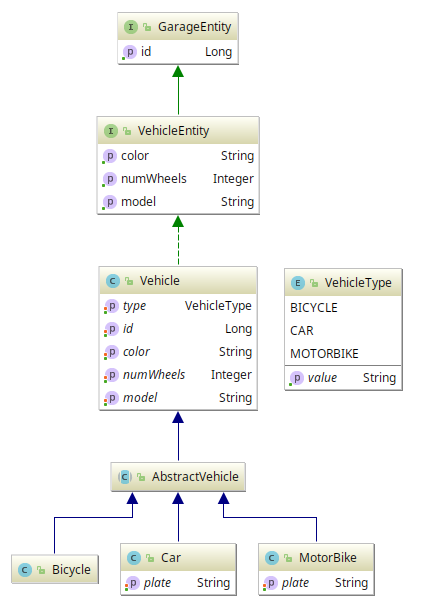 I GarageEntity
p id Long
I VehicleEntity
p color String
p numWheels Integer
p model String
C Vehicle
p type VehicleType
p id Long
p color String
p numWheels Integer
p model String
E VehicleType
BICYCLE
CAR
MOTORBIKE
p value String
C AbstractVehicle
C Bicycle
C Car
p plate String
C MotorBike
p plate String